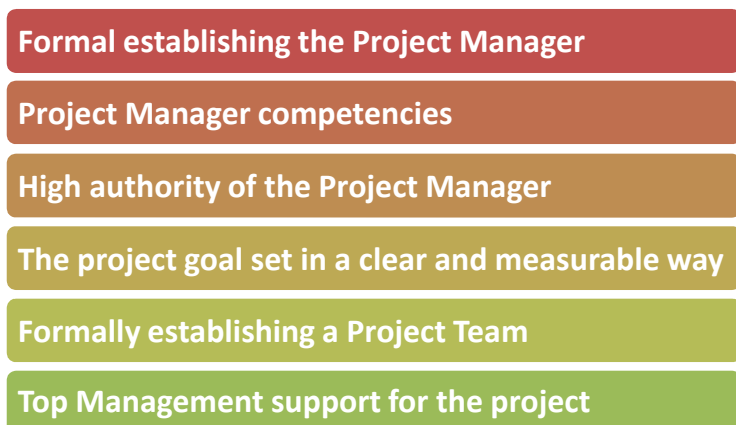 Formal establishing the Project Manager
Project Manager competencies
High authority of the Project Manager
The project goal set in a clear and measurable way
Formally establishing a Project Team
Top Management support for the project